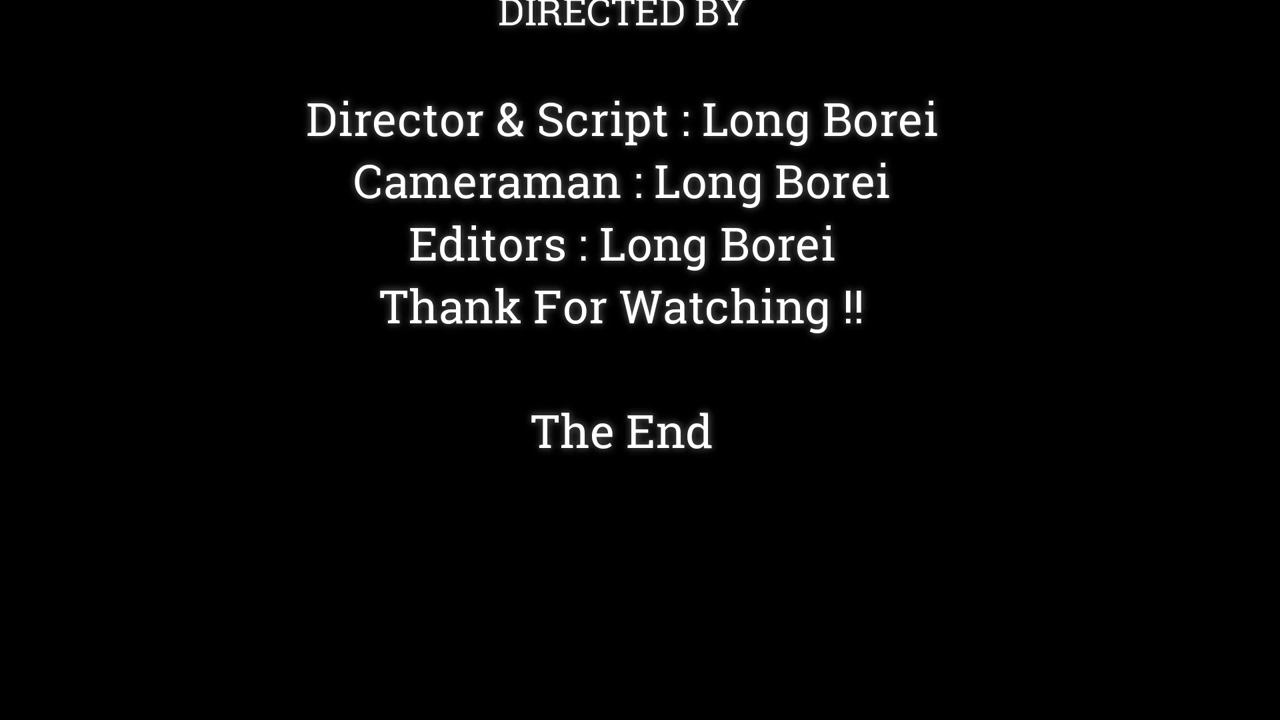 DIRECTED BY
Director & Script : Long Borei
Cameraman : Long Borei
Editors : Long Borei
Thank For Watching !!
The End